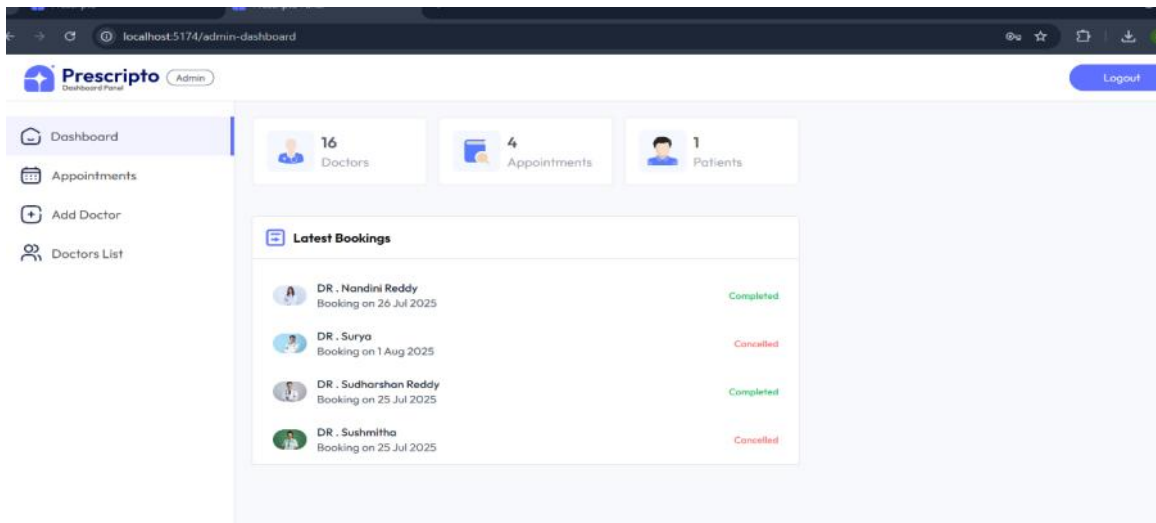 localhost:5174/admin-dashboard
Prescripto Admin
Dashboard Panel
Logout
Dashboard
Appointments
Add Doctor
Doctors List
16
Doctors
4
Appointments
1
Patients
Latest Bookings
DR . Nandini Reddy
Booking on 26 Jul 2025
Completed
DR . Surya
Booking on 1 Aug 2025
Cancelled
DR . Sudharshan Reddy
Booking on 25 Jul 2025
Completed
DR . Sushmitha
Booking on 25 Jul 2025
Cancelled